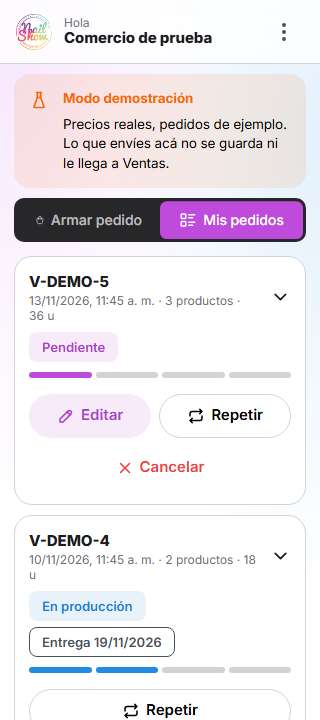 Nail Show
Hola
Comercio de prueba
Modo demostración
Precios reales, pedidos de ejemplo.
Lo que envíes acá no se guarda ni
le llega a Ventas.
Armar pedido
Mis pedidos
V-DEMO-5
13/11/2026, 11:45 a. m. · 3 productos ·
36 u
Pendiente
Editar
Repetir
Cancelar
V-DEMO-4
10/11/2026, 11:45 a. m. · 2 productos · 18
u
En producción
Entrega 19/11/2026
Repetir